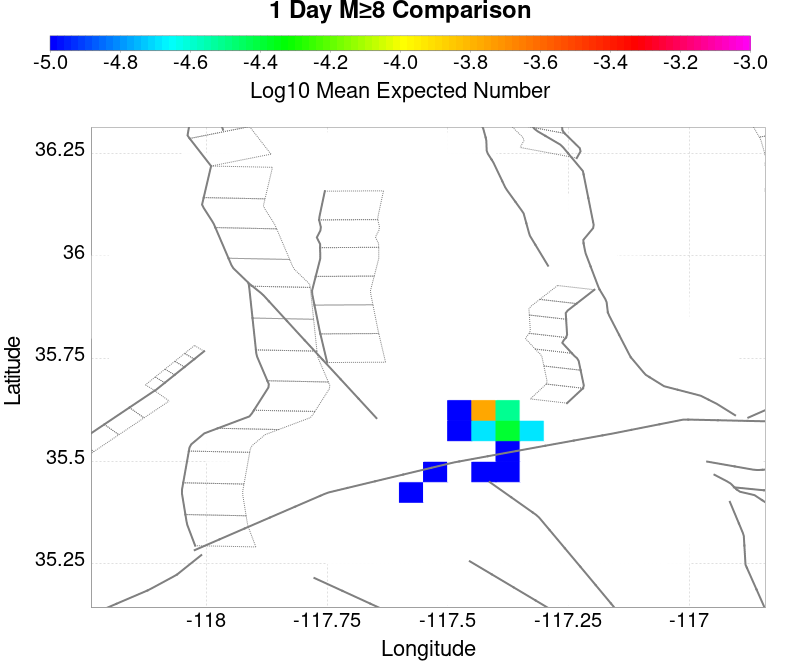 1 Day M≥8 Comparison
-5.0 -4.8 -4.6 -4.4 -4.2 -4.0 -3.8 -3.6 -3.4 -3.2 -3.0
Log10 Mean Expected Number
36.25
36
35.75
35.5
35.25
Latitude
-118 -117.75 -117.5 -117.25 -117
Longitude